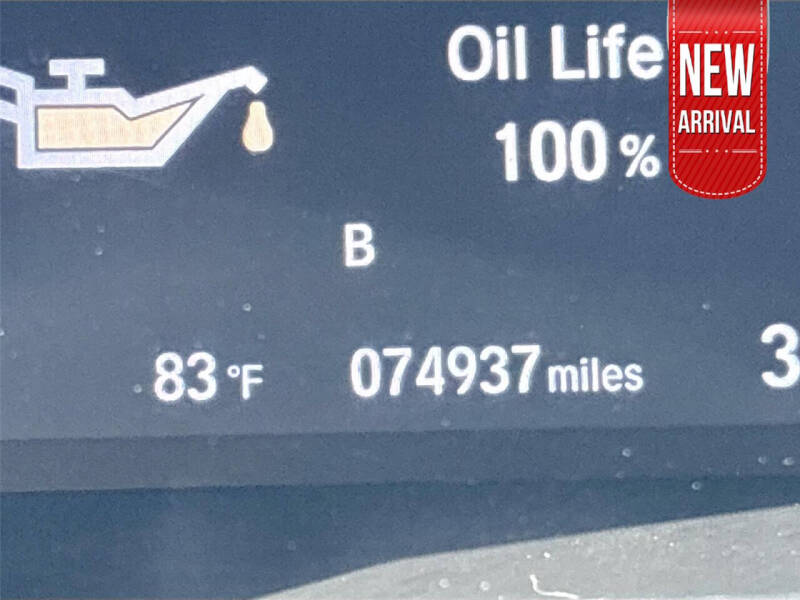 Oil Life
100 %
NEW
ARRIVAL
B
83 °F
074937 miles
3